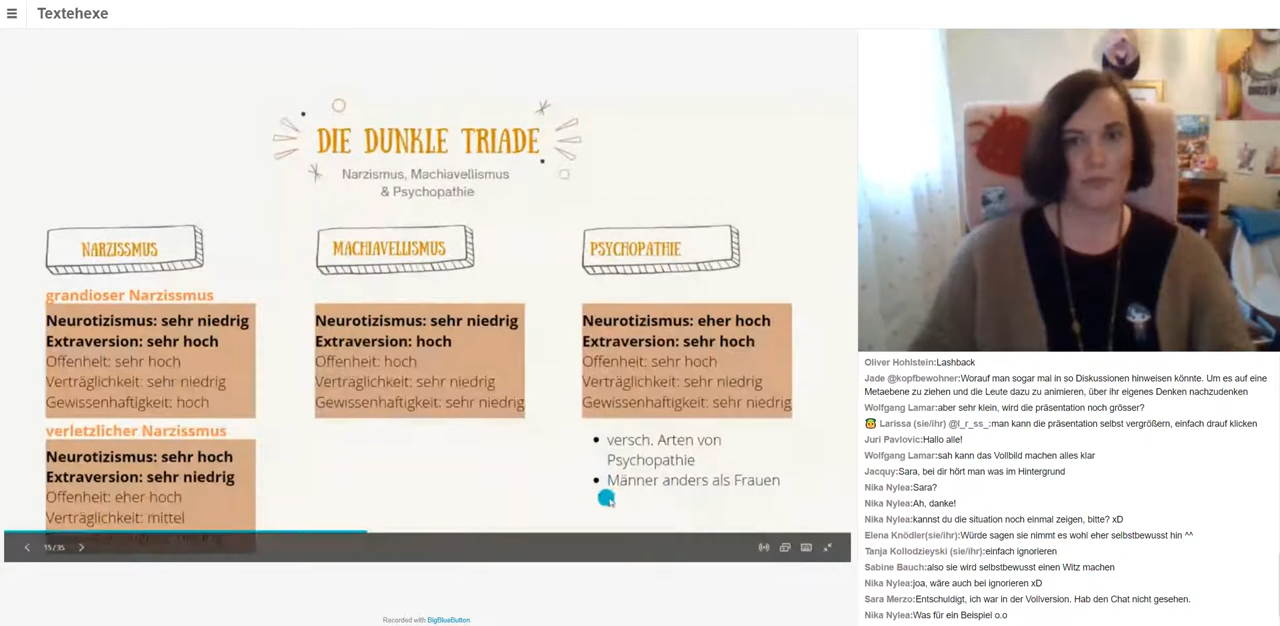 Textehexe
DIE DUNKLE TRIADE
Narzismus, Machiavellismus
& Psychopathie
NARZISSMUS
grandioser Narzissmus
Neurotizismus: sehr niedrig
Extraversion: sehr hoch
Offenheit: sehr hoch
Verträglichkeit: sehr niedrig
Gewissenhaftigkeit: hoch
verletzlicher Narzissmus
Neurotizismus: sehr hoch
Extraversion: sehr niedrig
Offenheit: eher hoch
Verträglichkeit: mittel
MACHIAVELLISMUS
Neurotizismus: sehr niedrig
Extraversion: hoch
Offenheit: hoch
Verträglichkeit: sehr niedrig
Gewissenhaftigkeit: sehr niedrig
PSYCHOPATHIE
Neurotizismus: eher hoch
Extraversion: sehr hoch
Offenheit: sehr hoch
Verträglichkeit: sehr niedrig
Gewissenhaftigkeit: sehr niedrig
versch. Arten von
Psychopathie
Männer anders als Frauen
15/35
Recorded with BigBlueButton.
Oliver Hohlstein:Lashback
Jade @kopfbewohner:Worauf man sogar mal in so Diskussionen hinweisen könnte. Um es auf eine
Metaebene zu ziehen und die Leute dazu zu animieren, über ihr eigenes Denken nachzudenken
Wolfgang Lamar:aber sehr klein, wird die präsentation noch grösser?
Larissa (sie/ihr) @l_r_ss_:man kann die präsentation selbst vergrößern, einfach drauf klicken
Juri Pavlovic:Hallo alle!
Wolfgang Lamar:sah kann das Vollbild machen alles klar
Jacquy:Sara, bei dir hört man was im Hintergrund
Nika Nylea:Sara?
Nika Nylea:Ah, danke!
Nika Nylea:kannst du die situation noch einmal zeigen, bitte? xD
Elena Knödler(sie/ihr):Würde sagen sie nimmt es wohl eher selbstbewusst hin ^^
Tanja Kollodzieyski (sie/ihr):einfach ignorieren
Sabine Bauch:also sie wird selbstbewusst einen Witz machen
Nika Nylea:joa, wäre auch bei ignorieren xD
Sara Merzo:Entschuldigt, ich war in der Vollversion. Hab den Chat nicht gesehen.
Nika Nylea:Was für ein Beispiel o.o